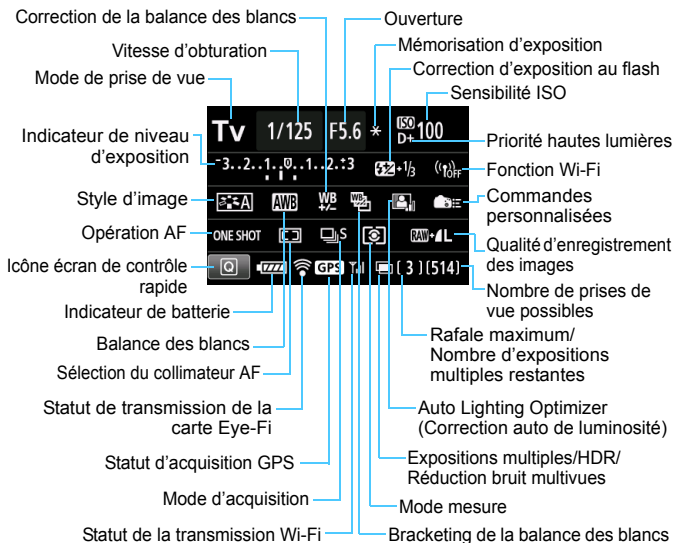 Correction de la balance des blancs
Ouverture
Vitesse d'obturation
Mémorisation d'exposition
Mode de prise de vue
Correction d'exposition au flash
Sensibilité ISO
Tv 1/125 F5.6 * ISO 100
D+
Indicateur de niveau
d'exposition
Priorité hautes lumières
-3..2..1..0..1..2.+3 +1/3 OFF
Fonction Wi-Fi
Style d'image
A AWB WB +/- WB
Commandes
personnalisées
Opération AF
ONE SHOT S RAW+L
Qualité d'enregistrement
des images
Icône écran de contrôle
rapide
Q GPS ( 3 ) [514]
Nombre de prises de
vue possibles
Indicateur de batterie
Rafale maximum/
Nombre d'expositions
multiples restantes
Balance des blancs
Sélection du collimateur AF
Statut de transmission de la
carte Eye-Fi
Auto Lighting Optimizer
(Correction auto de luminosité)
Statut d'acquisition GPS
Expositions multiples/HDR/
Réduction bruit multivues
Mode d'acquisition
Mode mesure
Statut de la transmission Wi-Fi
Bracketing de la balance des blancs